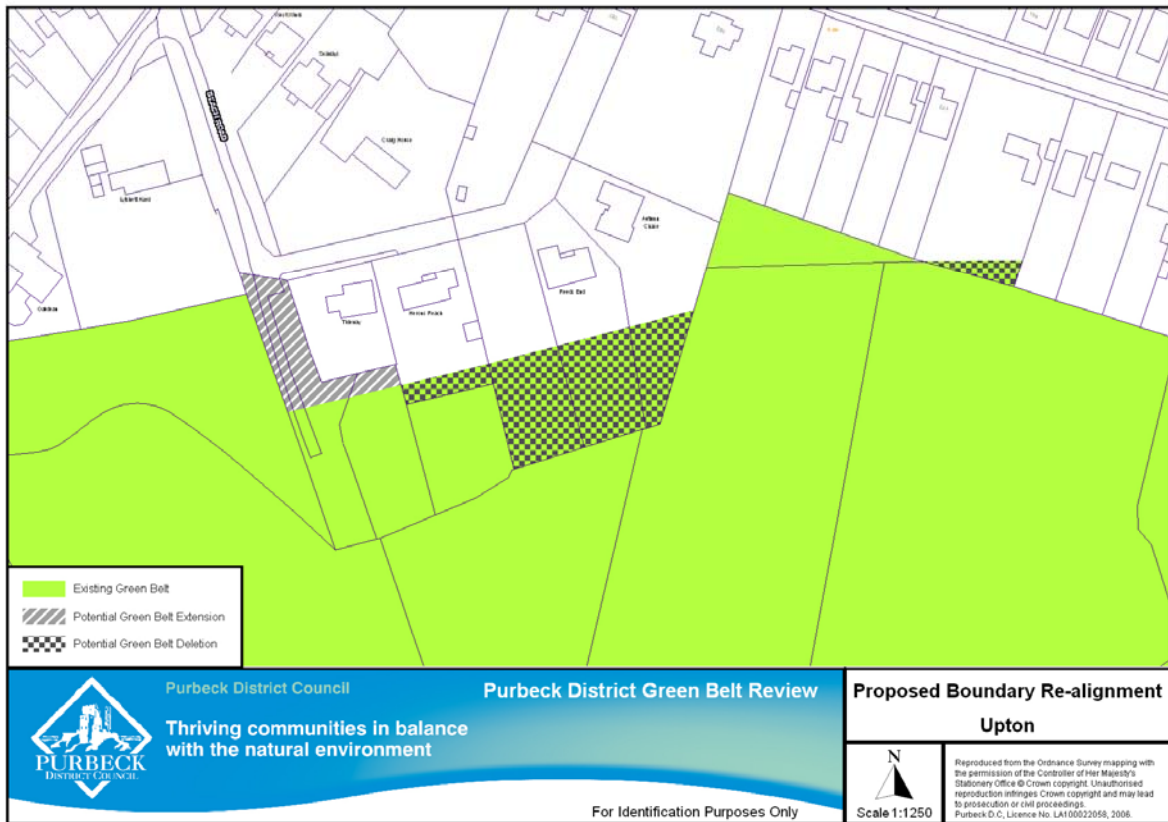 BEACH ROAD
Craig House
Existing Green Belt
Potential Green Belt Extension
Potential Green Belt Deletion
PURBECK
DISTRICT COUNCIL
Purbeck District Council
Thriving communities in balance
with the natural environment
Purbeck District Green Belt Review
For Identification Purposes Only
Proposed Boundary Re-alignment
Upton
N
Scale 1:1250
Reproduced from the Ordnance Survey mapping with
the permission of the Controller of Her Majesty's
Stationery Office © Crown copyright. Unauthorised
reproduction infringes Crown copyright and may lead
to prosecution or civil proceedings.
Purbeck D.C, Licence No. LA100022058, 2006.